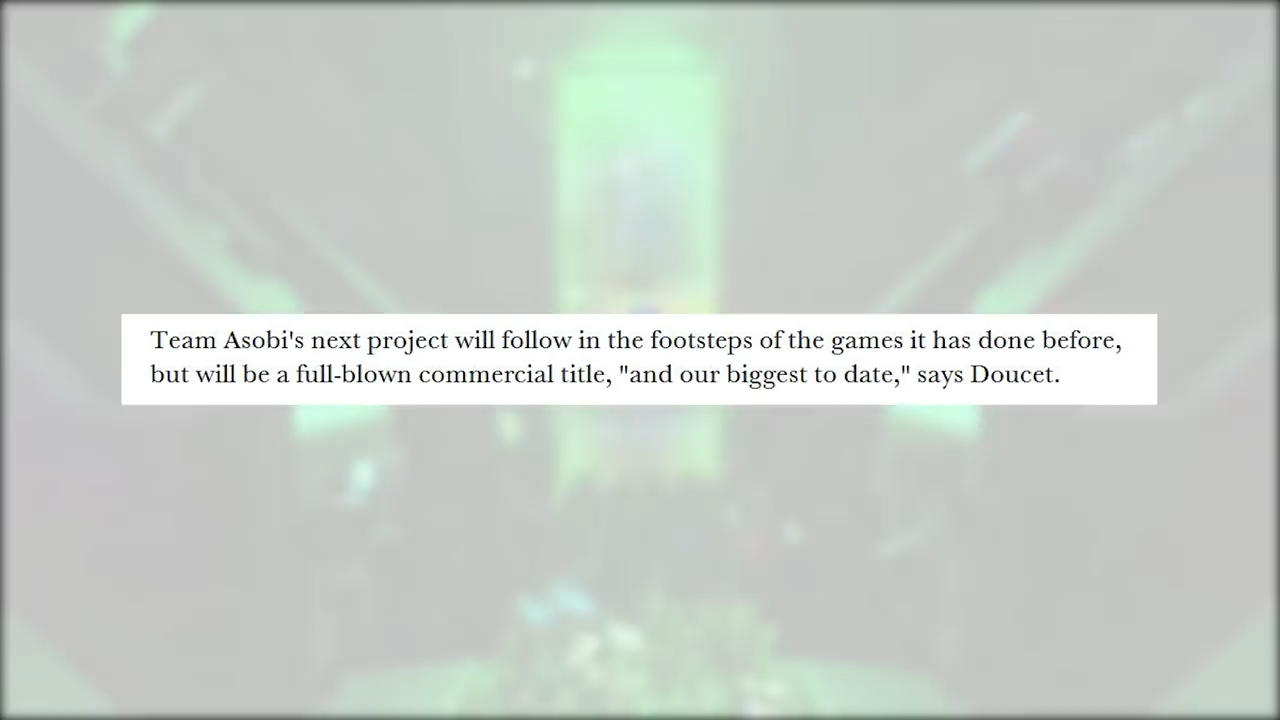 Team Asobi's next project will follow in the footsteps of the games it has done before,
but will be a full-blown commercial title, "and our biggest to date," says Doucet.